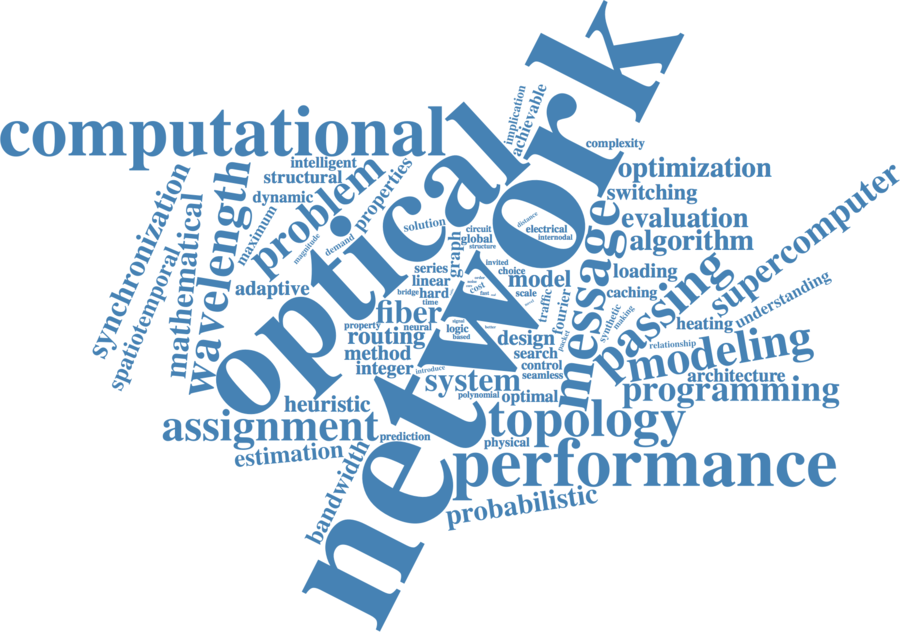 network
optical
computational
performance
topology
message
passing
modeling
wavelength
problem
assignment
programming
supercomputer
synchronization
mathematical
spatiotemporal
system
fiber
routing
method
integer
algorithm
evaluation
optimization
switching
complexity
achievable
implication
intelligent
structural
dynamic
properties
maximum
magnitude
demand
solution
adaptive
circuit
global
structure
graph
distance
electrical
internodal
series
linear
hard
bridge
time
invited
choice
model
scale
cost
fast
traffic
fourier
packet
loading
caching
synthetic
making
heating
understanding
relationship
architecture
property
neural
signal
logic
based
better
design
search
control
seamless
introduce
polynomial
optimal
heuristic
prediction
estimation
bandwidth
physical
probabilistic